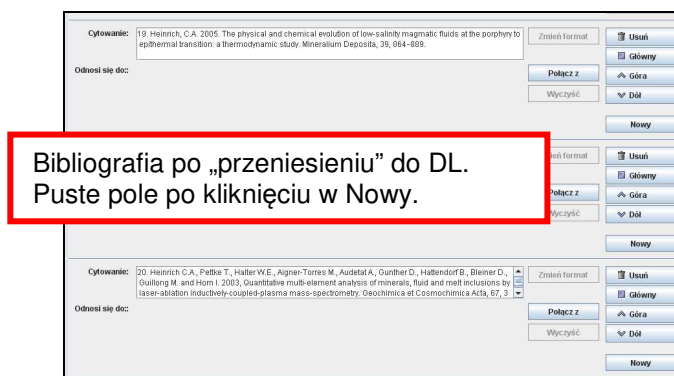 Cytowanie: 19. Heinrich, C.A. 2005. The physical and chemical evolution of low-salinity magmatic fluids at the porphyry to Zmień format Usuń
epithermal transition: a thermodynamic study. Mineralium Deposita, 39, 864-889.
Główny
Odnosi się do:: Połącz z Góra
Wyczyść Dół
Nowy
Bibliografia po „przeniesieniu” do DL.
Puste pole po kliknięciu w Nowy.
format Usuń
Główny
Połącz z Góra
Wyczyść Dół
Nowy
Cytowanie: 20. Heinrich C.A., Pettke T., Halter W.E., Aigner-Torres M., Audetat A., Gunther D., Hattendorf B., Bleiner D., Zmień format Usuń
Guillong M. and Horn I. 2003, Quantitative multi-element analysis of minerals, fluid and melt inclusions by
laser-ablation inductively-coupled-plasma mass-spectrometry. Geochimica et Cosmochimica Acta, 67, 3 Główny
Odnosi się do:: Połącz z Góra
Wyczyść Dół
Nowy